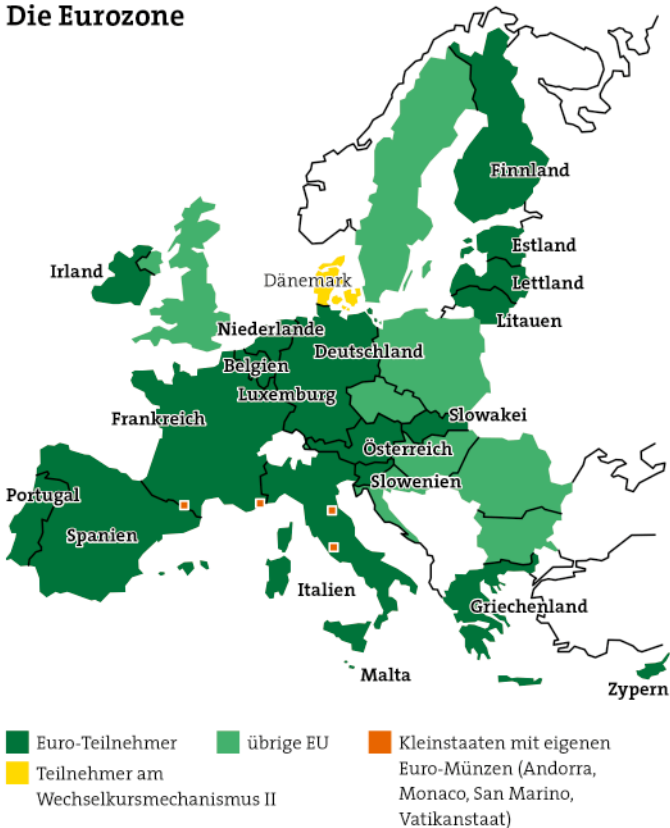 Die Eurozone
Finnland
Estland
Irland
Dänemark
Lettland
Litauen
Niederlande
Deutschland
Belgien
Luxemburg
Frankreich
Slowakei
Österreich
Slowenien
Portugal
Spanien
Italien
Griechenland
Malta
Zypern
Euro-Teilnehmer
übrige EU
Kleinstaaten mit eigenen
Euro-Münzen (Andorra,
Monaco, San Marino,
Vatikanstaat)
Teilnehmer am
Wechselkursmechanismus II